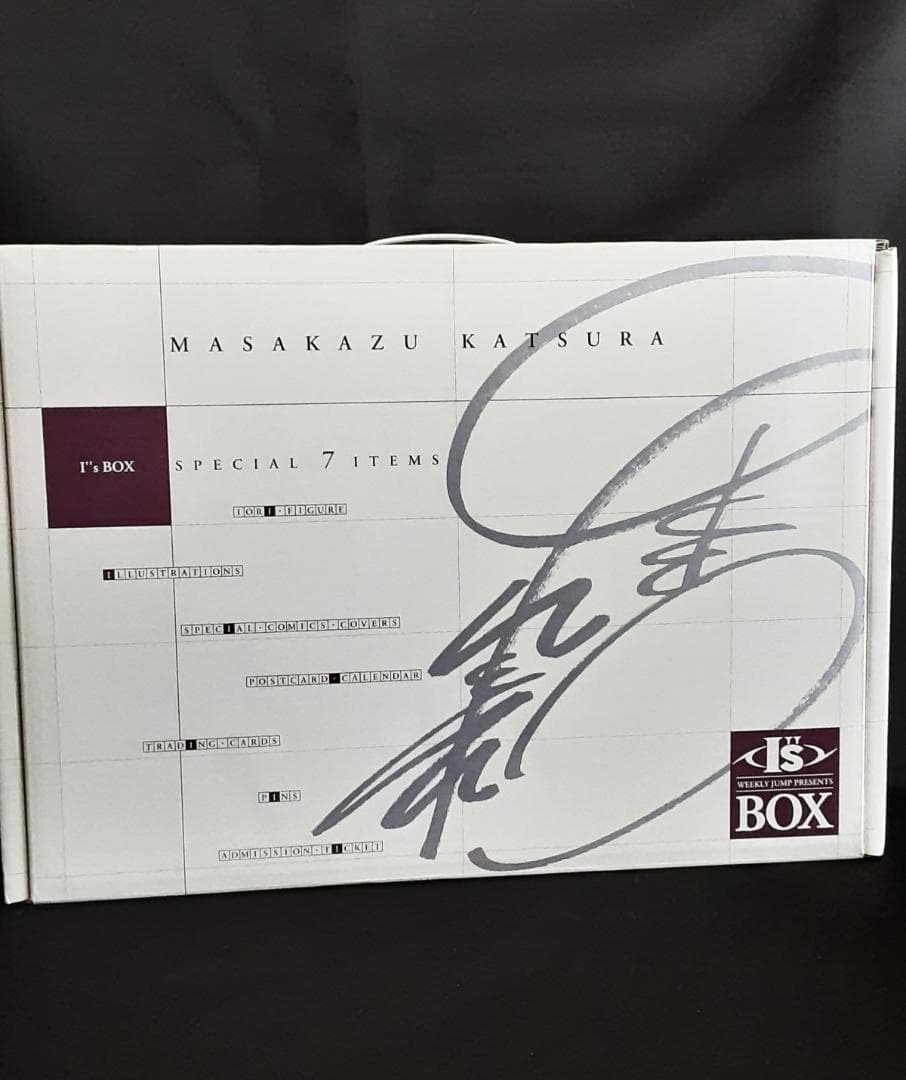 MASAKAZU KATSURA
I"s BOX
SPECIAL 7 ITEMS
IORI・FIGURE
ILLUSTRATIONS
SPECIAL・COMICS・COVERS
POSTCARD・CALENDAR
TRADING・CARDS
PINS
ADMISSION・TICKET
I"s
WEEKLY JUMP PRESENTS
BOX